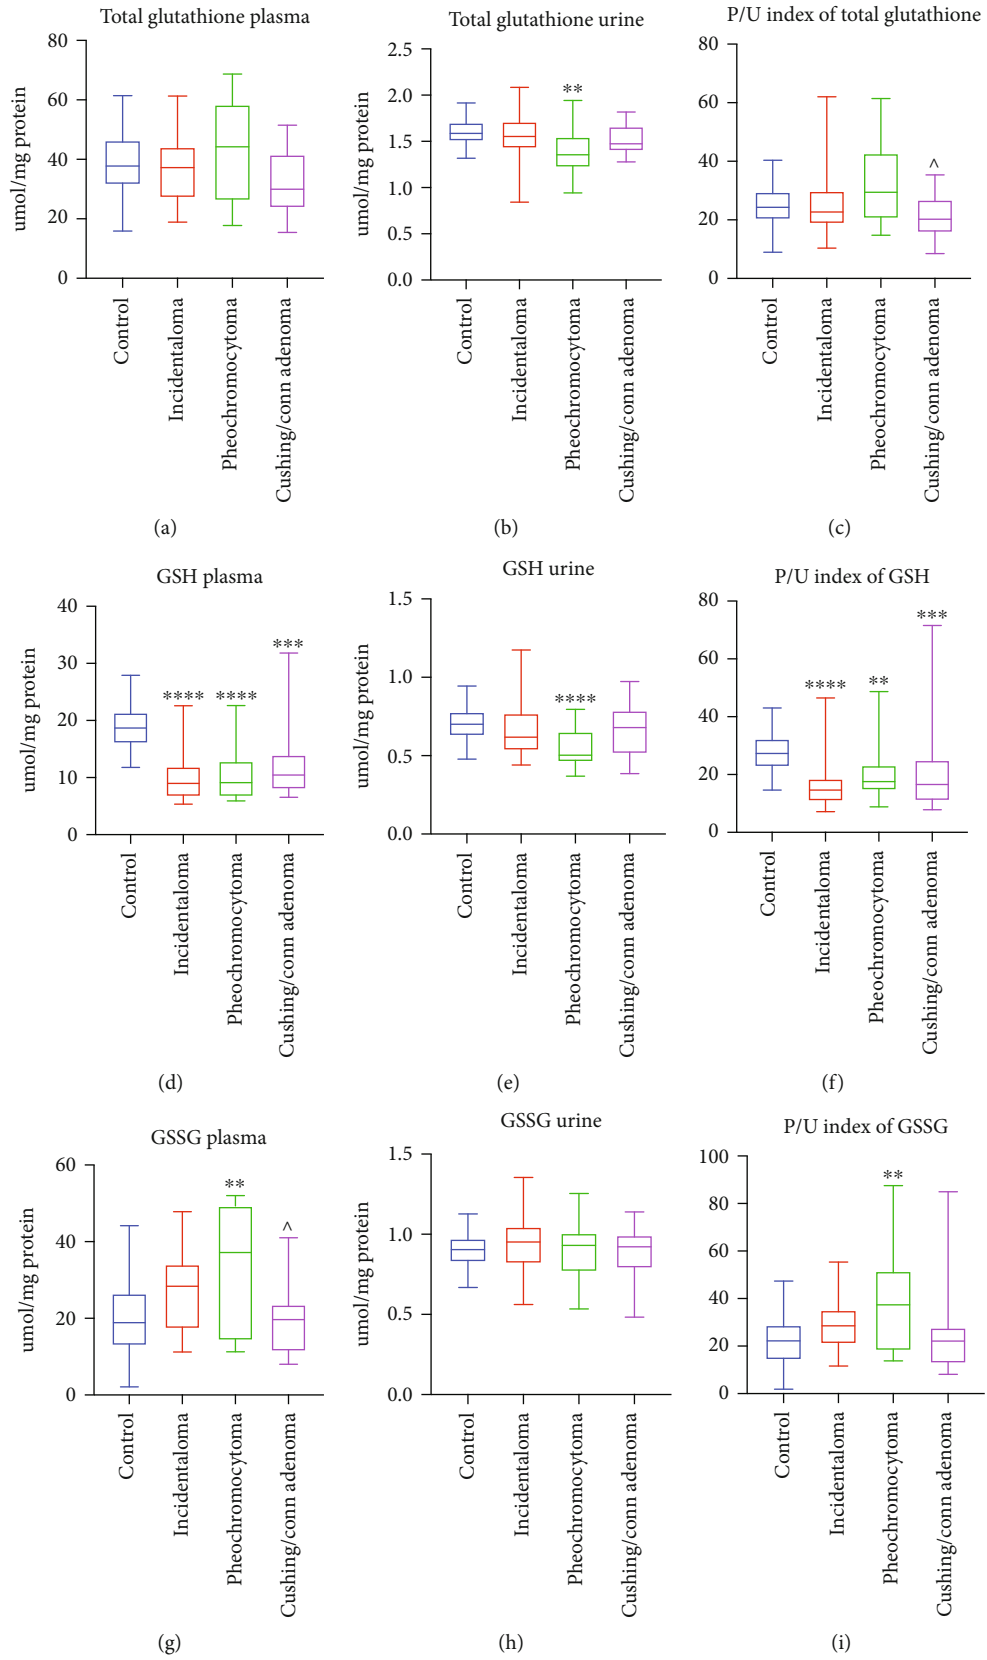 Total glutathione plasma
umol/mg protein
80
60
40
20
0
Control
Incidentaloma
Pheochromocytoma
Cushing/conn adenoma
(a)
Total glutathione urine
umol/mg protein
2.5
2.0
1.5
1.0
0.5
0.0
**
Control
Incidentaloma
Pheochromocytoma
Cushing/conn adenoma
(b)
P/U index of total glutathione
80
60
40
20
0
^
Control
Incidentaloma
Pheochromocytoma
Cushing/conn adenoma
(c)
GSH plasma
umol/mg protein
40
30
20
10
0
****
****
***
Control
Incidentaloma
Pheochromocytoma
Cushing/conn adenoma
(d)
GSH urine
umol/mg protein
1.5
1.0
0.5
0.0
****
Control
Incidentaloma
Pheochromocytoma
Cushing/conn adenoma
(e)
P/U index of GSH
80
60
40
20
0
****
**
***
Control
Incidentaloma
Pheochromocytoma
Cushing/conn adenoma
(f)
GSSG plasma
umol/mg protein
60
40
20
0
**
^
Control
Incidentaloma
Pheochromocytoma
Cushing/conn adenoma
(g)
GSSG urine
umol/mg protein
1.5
1.0
0.5
0.0
Control
Incidentaloma
Pheochromocytoma
Cushing/conn adenoma
(h)
P/U index of GSSG
100
80
60
40
20
0
**
Control
Incidentaloma
Pheochromocytoma
Cushing/conn adenoma
(i)